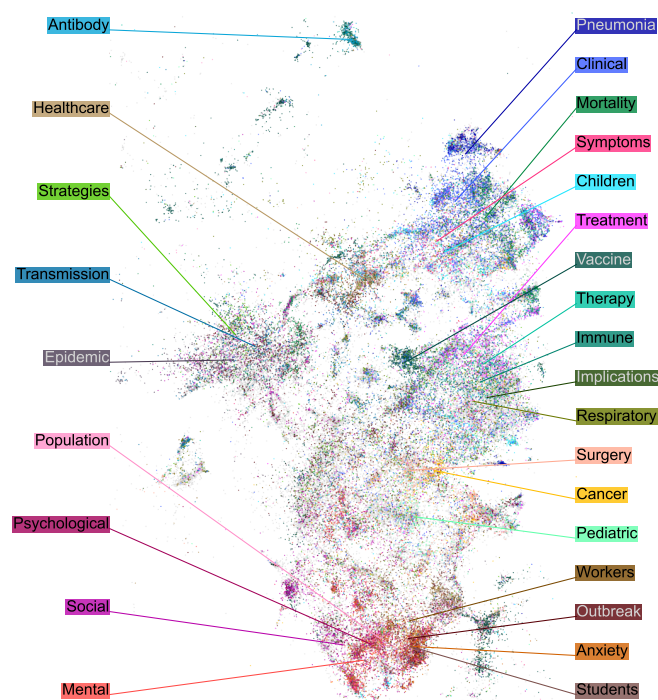 Antibody
Healthcare
Strategies
Transmission
Epidemic
Population
Psychological
Social
Mental
Pneumonia
Clinical
Mortality
Symptoms
Children
Treatment
Vaccine
Therapy
Immune
Implications
Respiratory
Surgery
Cancer
Pediatric
Workers
Outbreak
Anxiety
Students